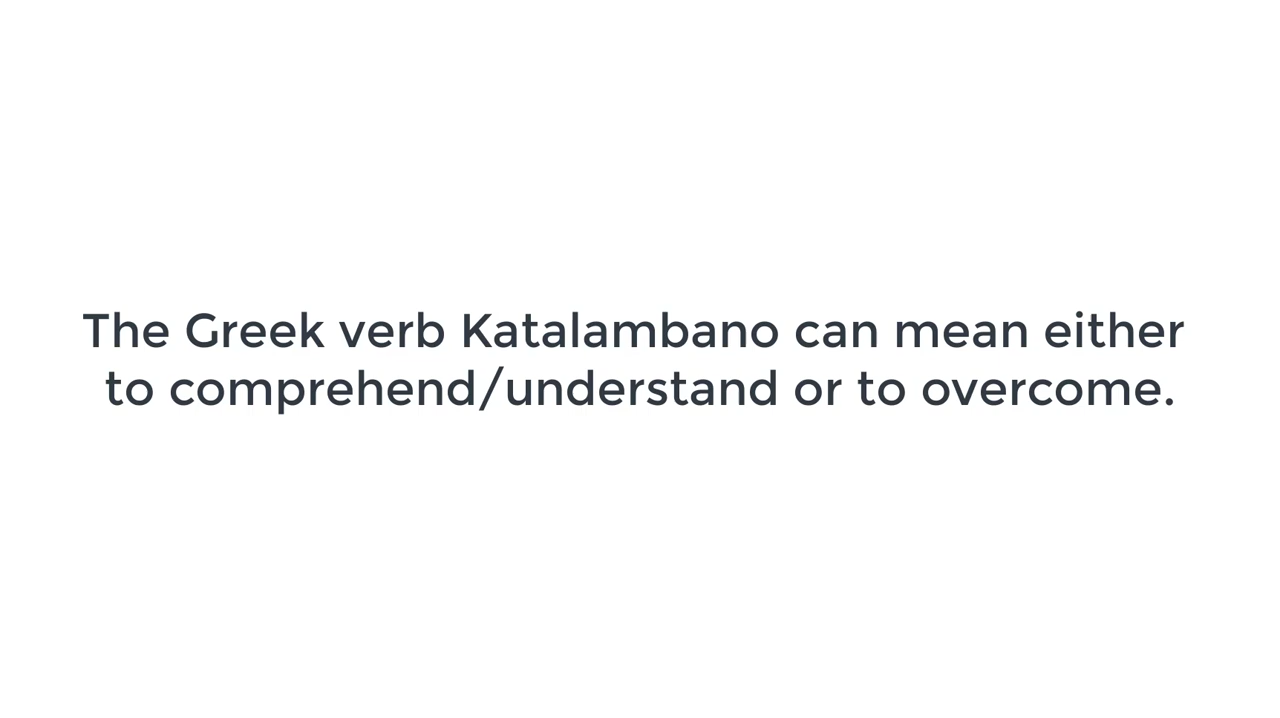 The Greek verb Katalambano can mean either
to comprehend/understand or to overcome.